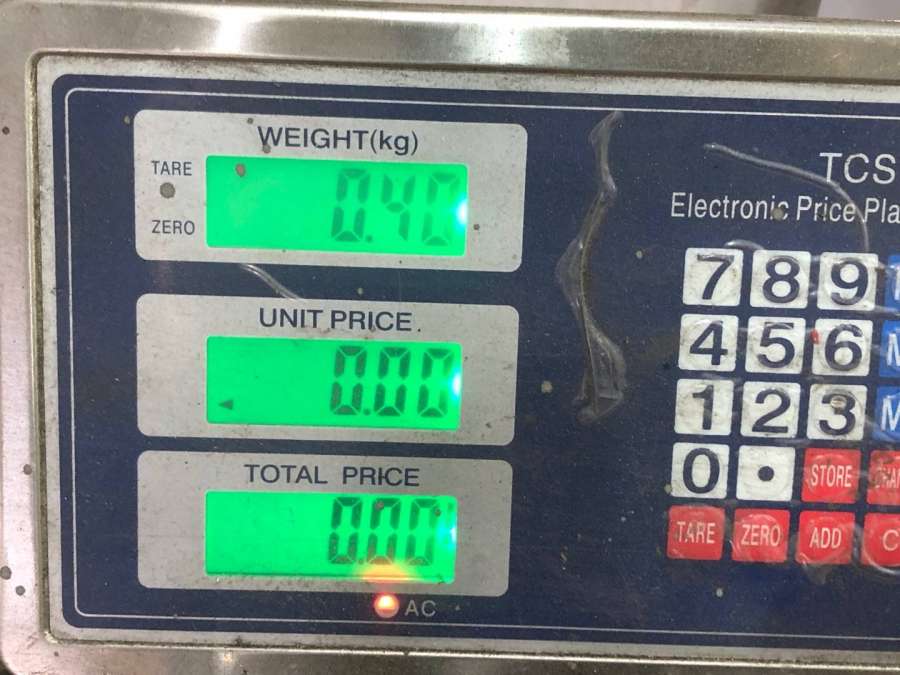 WEIGHT(kg)
TARE
0.40
ZERO
UNIT PRICE.
0.00
TOTAL PRICE
0.00
AC
TCS
Electronic Price
7 8 9
4 5 6
1 2 3
0 . STORE
TARE ZERO ADD C